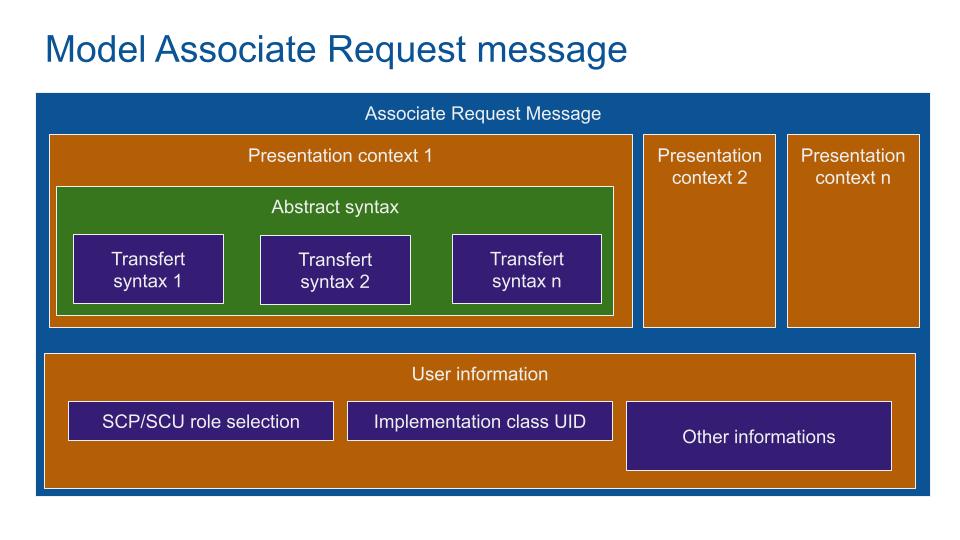 Model Associate Request message
Associate Request Message
Presentation context 1
Abstract syntax
Transfert
syntax 1
Transfert
syntax 2
Transfert
syntax n
Presentation
context 2
Presentation
context n
User information
SCP/SCU role selection
Implementation class UID
Other informations